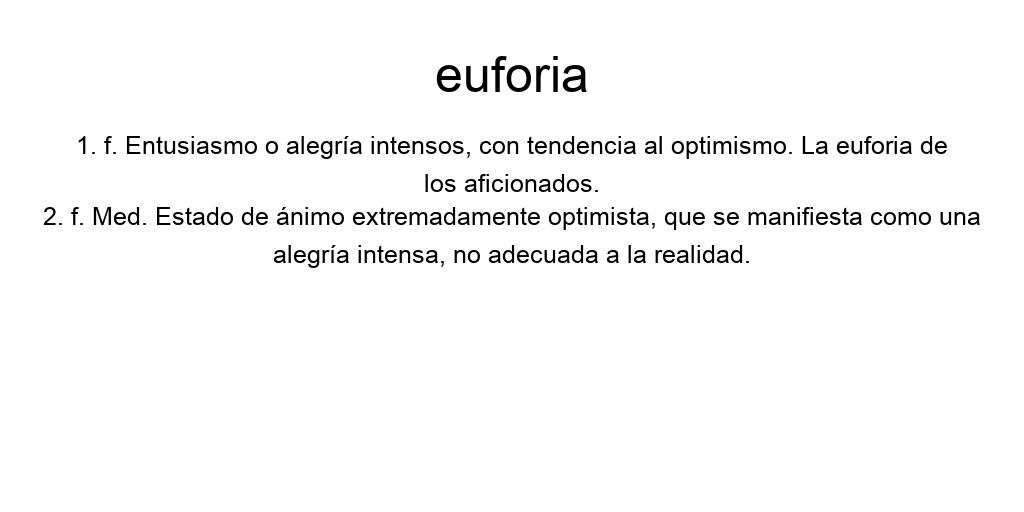 euforia
1. f. Entusiasmo o alegría intensos, con tendencia al optimismo. La euforia de
los aficionados.
2. f. Med. Estado de ánimo extremadamente optimista, que se manifiesta como una
alegría intensa, no adecuada a la realidad.